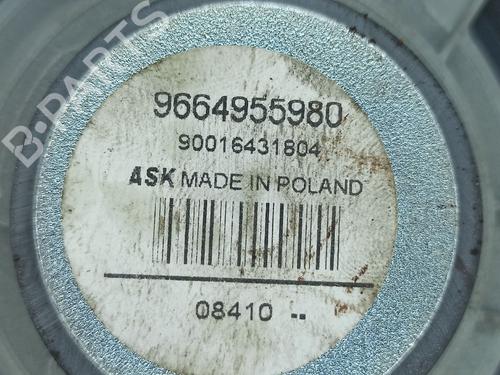 B-PARTS
9664955980
90016431804
ASK MADE IN POLAND
08410 --